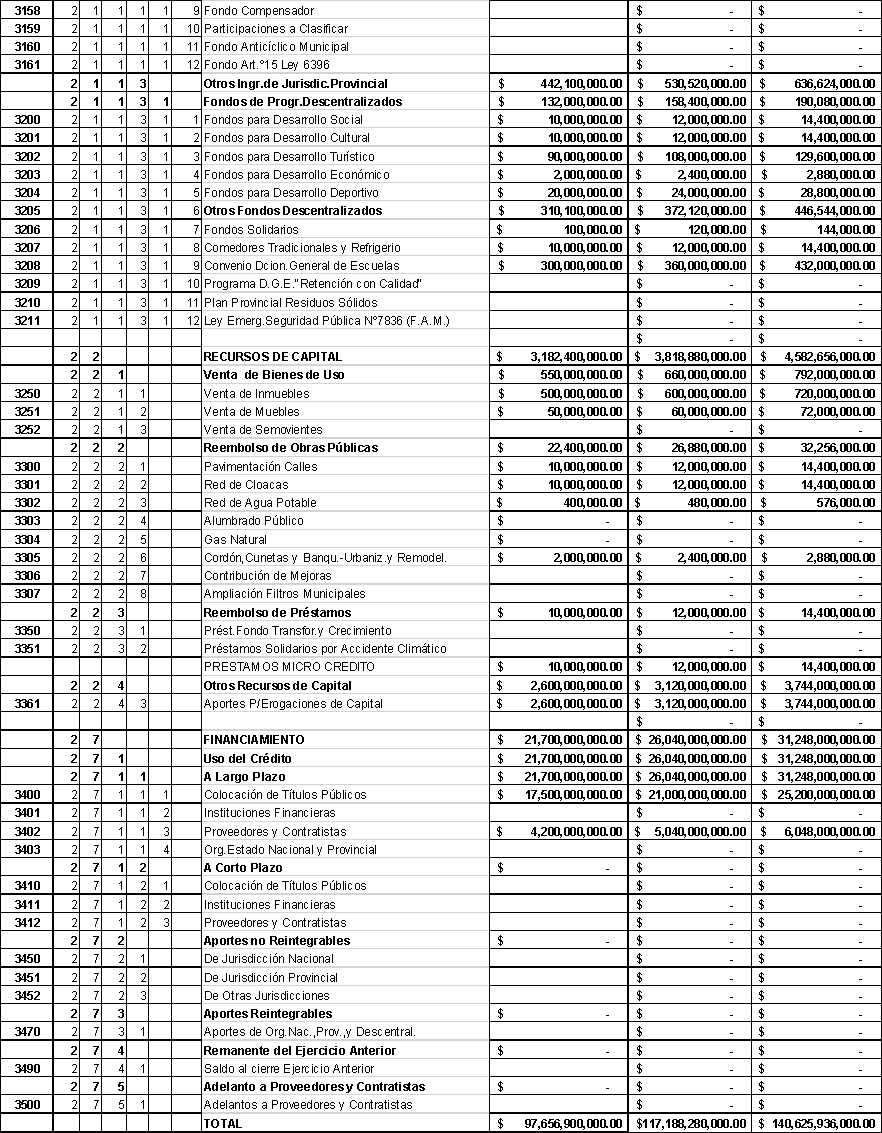 3158 2 1 1 1 1 9 Fondo Compensador $ - $ -
3159 2 1 1 1 1 10 Participaciones a Clasificar $ - $ -
3160 2 1 1 1 1 11 Fondo Anticíclico Municipal $ - $ -
3161 2 1 1 1 1 12 Fondo Art.º15 Ley 6396 $ - $ -
2 1 1 3 Otros Ingr.de Jurisdic.Provincial $ 442,100,000.00 $ 530,520,000.00 $ 636,624,000.00
2 1 1 3 1 Fondos de Progr.Descentralizados $ 132,000,000.00 $ 158,400,000.00 $ 190,080,000.00
3200 2 1 1 3 1 1 Fondos para Desarrollo Social $ 10,000,000.00 $ 12,000,000.00 $ 14,400,000.00
3201 2 1 1 3 1 2 Fondos para Desarrollo Cultural $ 10,000,000.00 $ 12,000,000.00 $ 14,400,000.00
3202 2 1 1 3 1 3 Fondos para Desarrollo Turístico $ 90,000,000.00 $ 108,000,000.00 $ 129,600,000.00
3203 2 1 1 3 1 4 Fondos para Desarrollo Económico $ 2,000,000.00 $ 2,400,000.00 $ 2,880,000.00
3204 2 1 1 3 1 5 Fondos para Desarrollo Deportivo $ 20,000,000.00 $ 24,000,000.00 $ 28,800,000.00
3205 2 1 1 3 1 6 Otros Fondos Descentralizados $ 310,100,000.00 $ 372,120,000.00 $ 446,544,000.00
3206 2 1 1 3 1 7 Fondos Solidarios $ 100,000.00 $ 120,000.00 $ 144,000.00
3207 2 1 1 3 1 8 Comedores Tradicionales y Refrigerio $ 10,000,000.00 $ 12,000,000.00 $ 14,400,000.00
3208 2 1 1 3 1 9 Convenio Dcion.General de Escuelas $ 300,000,000.00 $ 360,000,000.00 $ 432,000,000.00
3209 2 1 1 3 1 10 Programa D.G.E."Retención con Calidad" $ - $ -
3210 2 1 1 3 1 11 Plan Provincial Residuos Sólidos $ - $ -
3211 2 1 1 3 1 12 Ley Emerg.Seguridad Pública Nº7836 (F.A.M.) $ - $ -
$ - $ -
2 2 RECURSOS DE CAPITAL $ 3,182,400,000.00 $ 3,818,880,000.00 $ 4,582,656,000.00
2 2 1 Venta de Bienes de Uso $ 550,000,000.00 $ 660,000,000.00 $ 792,000,000.00
3250 2 2 1 1 Venta de Inmuebles $ 500,000,000.00 $ 600,000,000.00 $ 720,000,000.00
3251 2 2 1 2 Venta de Muebles $ 50,000,000.00 $ 60,000,000.00 $ 72,000,000.00
3252 2 2 1 3 Venta de Semovientes $ - $ -
2 2 2 Reembolso de Obras Públicas $ 22,400,000.00 $ 26,880,000.00 $ 32,256,000.00
3300 2 2 2 1 Pavimentación Calles $ 10,000,000.00 $ 12,000,000.00 $ 14,400,000.00
3301 2 2 2 2 Red de Cloacas $ 10,000,000.00 $ 12,000,000.00 $ 14,400,000.00
3302 2 2 2 3 Red de Agua Potable $ 400,000.00 $ 480,000.00 $ 576,000.00
3303 2 2 2 4 Alumbrado Público $ - $ - $ -
3304 2 2 2 5 Gas Natural $ - $ - $ -
3305 2 2 2 6 Cordón,Cunetas y Banqu.-Urbaniz.y Remodel. $ 2,000,000.00 $ 2,400,000.00 $ 2,880,000.00
3306 2 2 2 7 Contribución de Mejoras $ - $ -
3307 2 2 2 8 Ampliación Filtros Municipales $ - $ -
2 2 3 Reembolso de Préstamos $ 10,000,000.00 $ 12,000,000.00 $ 14,400,000.00
3350 2 2 3 1 Prést.Fondo Transfor.y Crecimiento $ - $ -
3351 2 2 3 2 Préstamos Solidarios por Accidente Climático $ - $ -
PRESTAMOS MICRO CREDITO $ 10,000,000.00 $ 12,000,000.00 $ 14,400,000.00
2 2 4 Otros Recursos de Capital $ 2,600,000,000.00 $ 3,120,000,000.00 $ 3,744,000,000.00
3361 2 2 4 3 Aportes P/Erogaciones de Capital $ 2,600,000,000.00 $ 3,120,000,000.00 $ 3,744,000,000.00
$ - $ -
2 7 FINANCIAMIENTO $ 21,700,000,000.00 $ 26,040,000,000.00 $ 31,248,000,000.00
2 7 1 Uso del Crédito $ 21,700,000,000.00 $ 26,040,000,000.00 $ 31,248,000,000.00
2 7 1 1 A Largo Plazo $ 21,700,000,000.00 $ 26,040,000,000.00 $ 31,248,000,000.00
3400 2 7 1 1 1 Colocación de Títulos Públicos $ 17,500,000,000.00 $ 21,000,000,000.00 $ 25,200,000,000.00
3401 2 7 1 1 2 Instituciones Financieras $ - $ -
3402 2 7 1 1 3 Proveedores y Contratistas $ 4,200,000,000.00 $ 5,040,000,000.00 $ 6,048,000,000.00
3403 2 7 1 1 4 Org.Estado Nacional y Provincial $ - $ -
2 7 1 2 A Corto Plazo $ - $ - $ -
3410 2 7 1 2 1 Colocación de Títulos Públicos $ - $ -
3411 2 7 1 2 2 Instituciones Financieras $ - $ -
3412 2 7 1 2 3 Proveedores y Contratistas $ - $ -
2 7 2 Aportes no Reintegrables $ - $ - $ -
3450 2 7 2 1 De Jurisdicción Nacional $ - $ -
3451 2 7 2 2 De Jurisdicción Provincial $ - $ -
3452 2 7 2 3 De Otras Jurisdicciones $ - $ -
2 7 3 Aportes Reintegrables $ - $ - $ -
3470 2 7 3 1 Aportes de Org.Nac.,Prov.,y Descentral. $ - $ -
2 7 4 Remanente del Ejercicio Anterior $ - $ - $ -
3490 2 7 4 1 Saldo al cierre Ejercicio Anterior $ - $ -
2 7 5 Adelanto a Proveedores y Contratistas $ - $ - $ -
3500 2 7 5 1 Adelantos a Proveedores y Contratistas $ - $ -
TOTAL $ 97,656,900,000.00 $117,188,280,000.00 $ 140,625,936,000.00